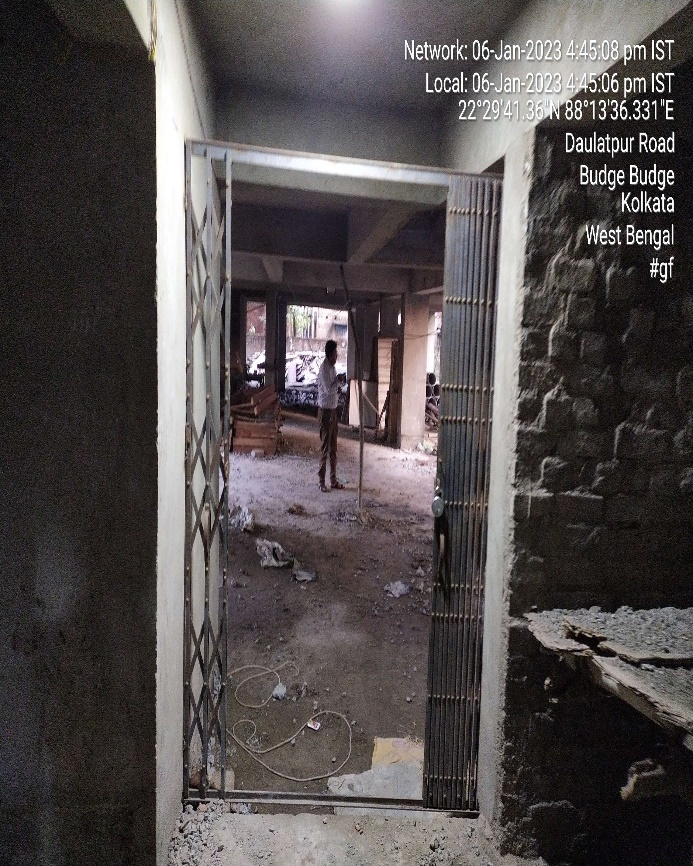 Network: 06-Jan-2023 4:45:08 pm IST
Local: 06-Jan-2023 4:45:06 pm IST
22°29'41.36"N 88°13'36.331"E
Daulatpur Road
Budge Budge
Kolkata
West Bengal
#gf